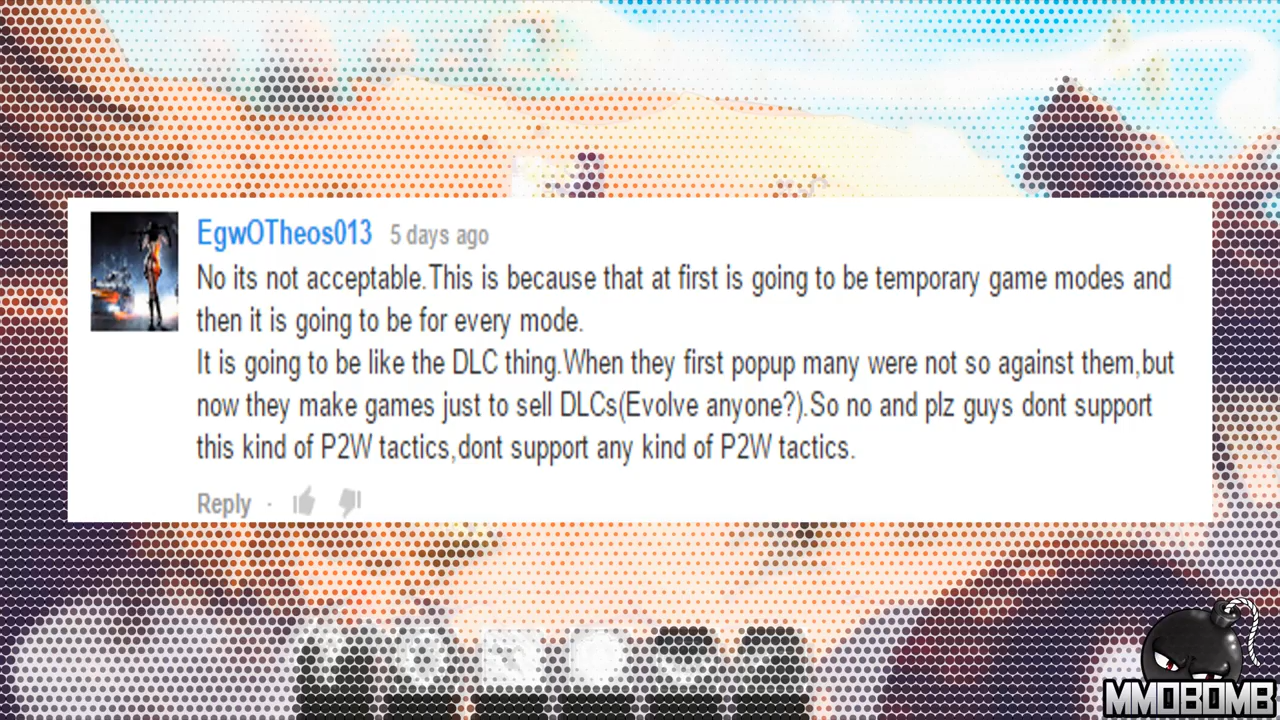 EgwOTheos013 5 days ago
No its not acceptable.This is because that at first is going to be temporary game modes and
then it is going to be for every mode.
It is going to be like the DLC thing.When they first popup many were not so against them,but
now they make games just to sell DLCs(Evolve anyone?).So no and plz guys dont support
this kind of P2W tactics,dont support any kind of P2W tactics.
Reply ·
MMOBOMB